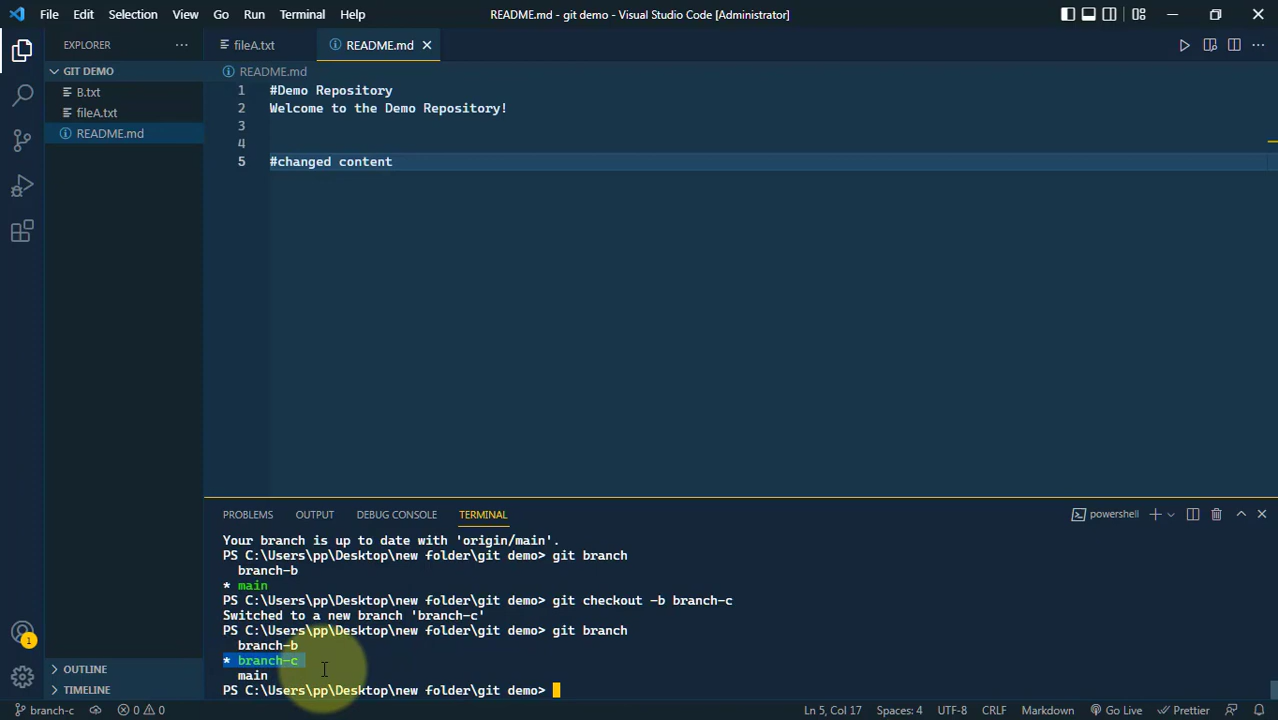 File Edit Selection View Go Run Terminal Help README.md - git demo - Visual Studio Code [Administrator]
EXPLORER
fileA.txt README.md
GIT DEMO
B.txt
fileA.txt
README.md
README.md
1 #Demo Repository
2 Welcome to the Demo Repository!
3
4
5 #changed content
PROBLEMS OUTPUT DEBUG CONSOLE TERMINAL powershell
Your branch is up to date with 'origin/main'.
PS C:\Users\pp\Desktop\new folder\git demo> git branch
branch-b
* main
PS C:\Users\pp\Desktop\new folder\git demo> git checkout -b branch-c
Switched to a new branch 'branch-c'
PS C:\Users\pp\Desktop\new folder\git demo> git branch
branch-b
* branch-c
main
PS C:\Users\pp\Desktop\new folder\git demo>
OUTLINE
TIMELINE
1
branch-c 0 0 Ln 5, Col 17 Spaces: 4 UTF-8 CRLF Markdown Go Live Prettier